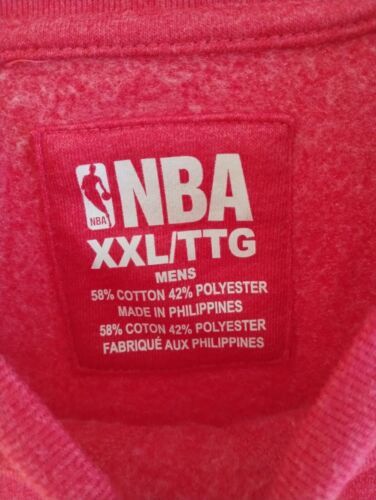 NBA
NBA
XXL/TTG
MENS
58% COTTON 42% POLYESTER
MADE IN PHILIPPINES
58% COTON 42% POLYESTER
FABRIQUÉ AUX PHILIPPINES